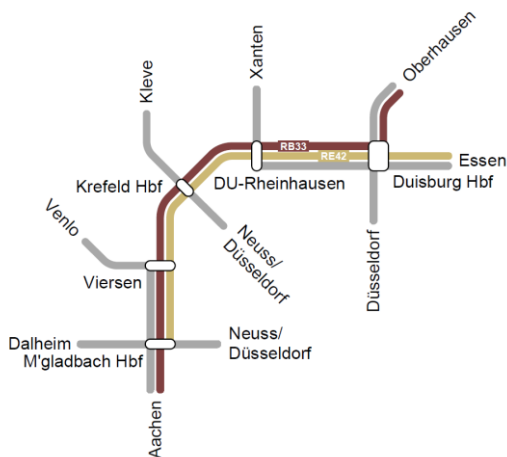 Oberhausen
Xanten
Kleve
RB33
RE42
Essen
Krefeld Hbf
DU-Rheinhausen
Duisburg Hbf
Venlo
Neuss/
Düsseldorf
Düsseldorf
Viersen
Dalheim
M'gladbach Hbf
Neuss/
Düsseldorf
Aachen